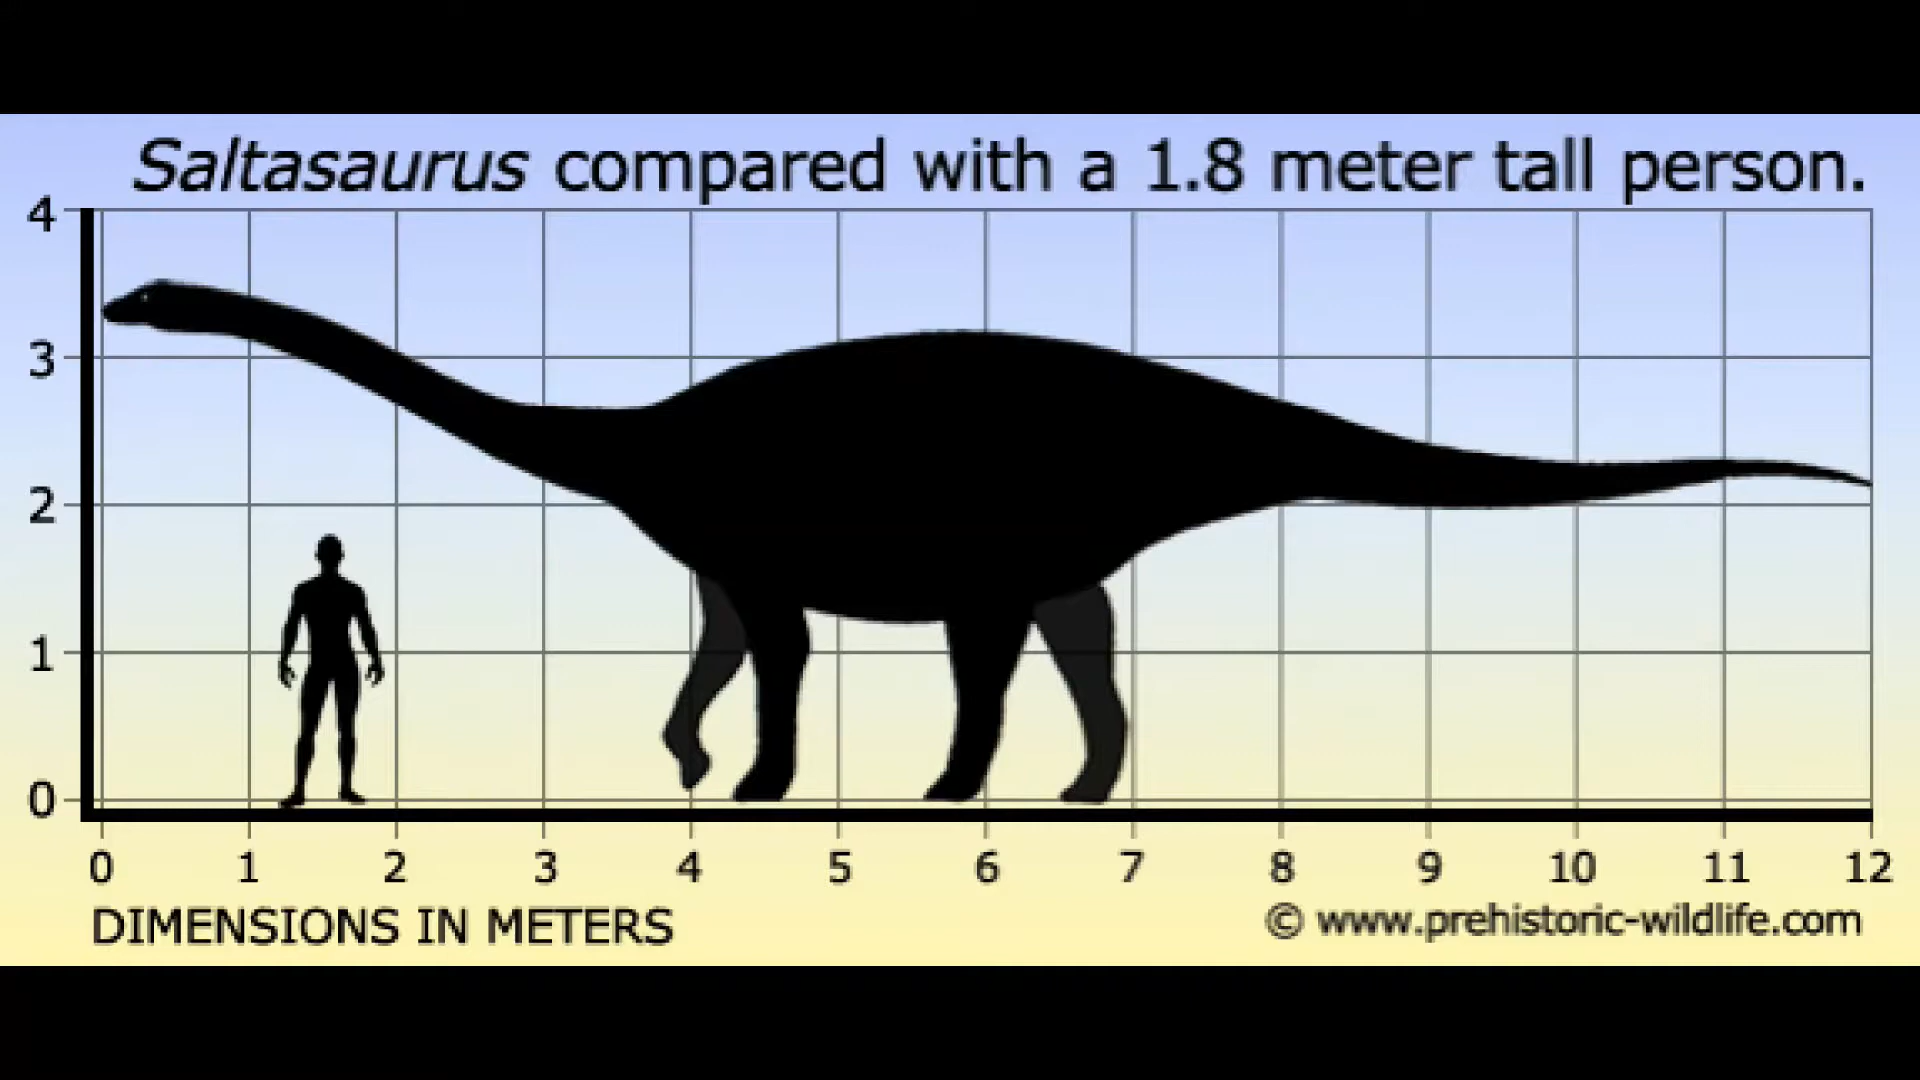 Saltasaurus compared with a 1.8 meter tall person.
4
3
2
1
0
0 1 2 3 4 5 6 7 8 9 10 11 12
DIMENSIONS IN METERS
© www.prehistoric-wildlife.com